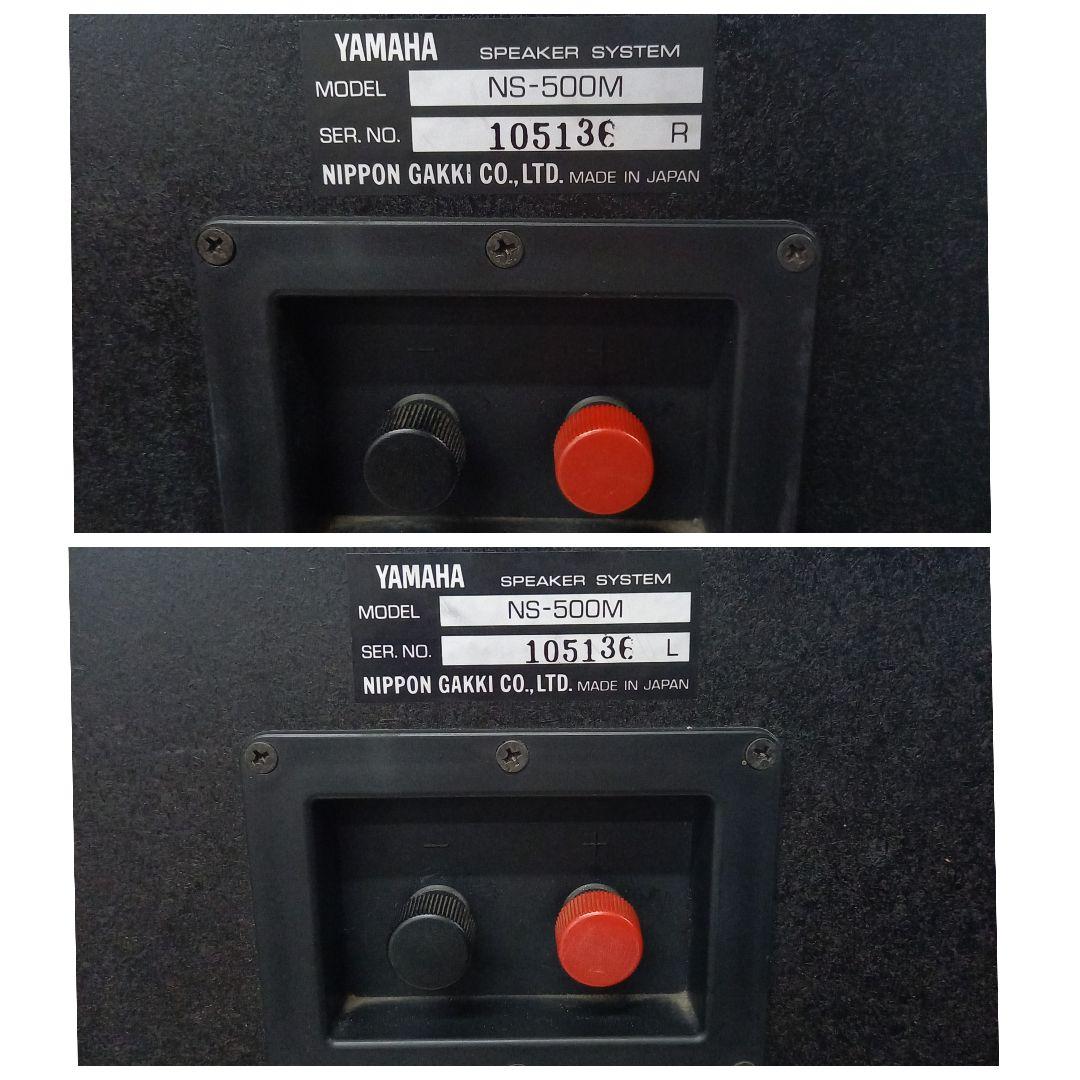 YAMAHA SPEAKER SYSTEM
MODEL NS-500M
SER. NO. 105136 R
NIPPON GAKKI CO., LTD. MADE IN JAPAN
− +
YAMAHA SPEAKER SYSTEM
MODEL NS-500M
SER. NO. 105136 L
NIPPON GAKKI CO., LTD. MADE IN JAPAN
− +